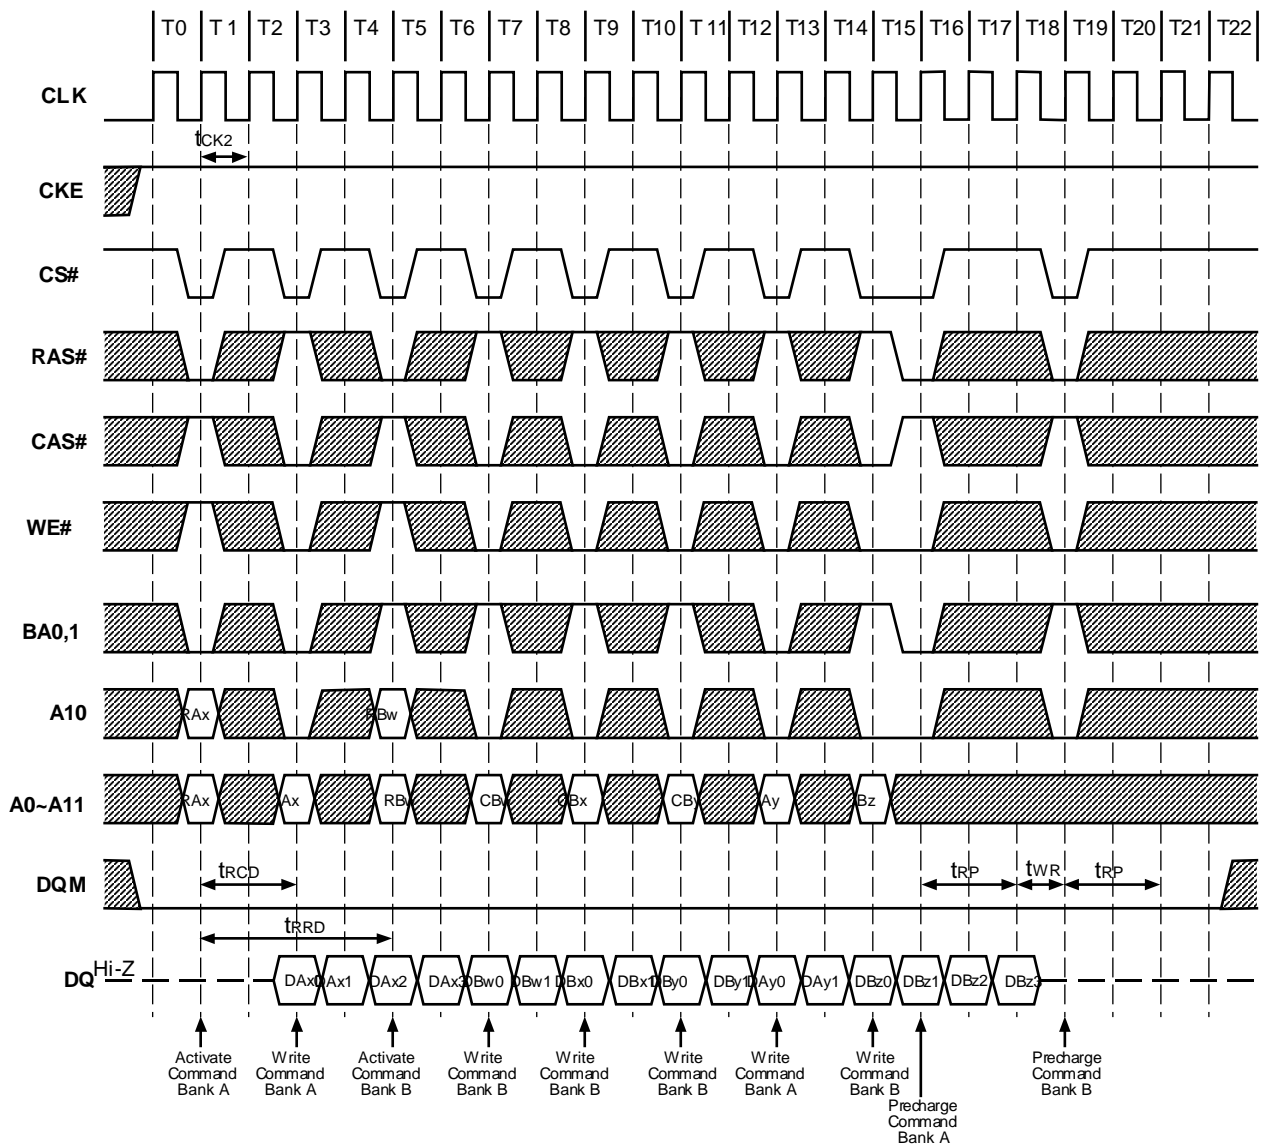 T0 T 1 T2 T3 T4 T5 T6 T7 T8 T9 T10 T 11 T12 T13 T14 T15 T16 T17 T18 T19 T20 T21 T22
CLK
tCK2
CKE
CS#
RAS#
CAS#
WE#
BA0,1
A10
RAx RBw
A0~A11
RAx Ax RBw CBw CBx CBy Ay Bz
DQM
tRCD tRP tWR tRP
tRRD
DQ Hi-Z
DAx0 DAx1 DAx2 DAx3 DBw0 DBw1 DBx0 DBx1 DBy0 DBy1 DAy0 DAy1 DBz0 DBz1 DBz2 DBz3
Activate Write Activate Write Write Write Write Write Precharge
Command Command Command Command Command Command Command Command Command
Bank A Bank A Bank B Bank B Bank B Bank B Bank A Bank B Bank B
Precharge
Command
Bank A